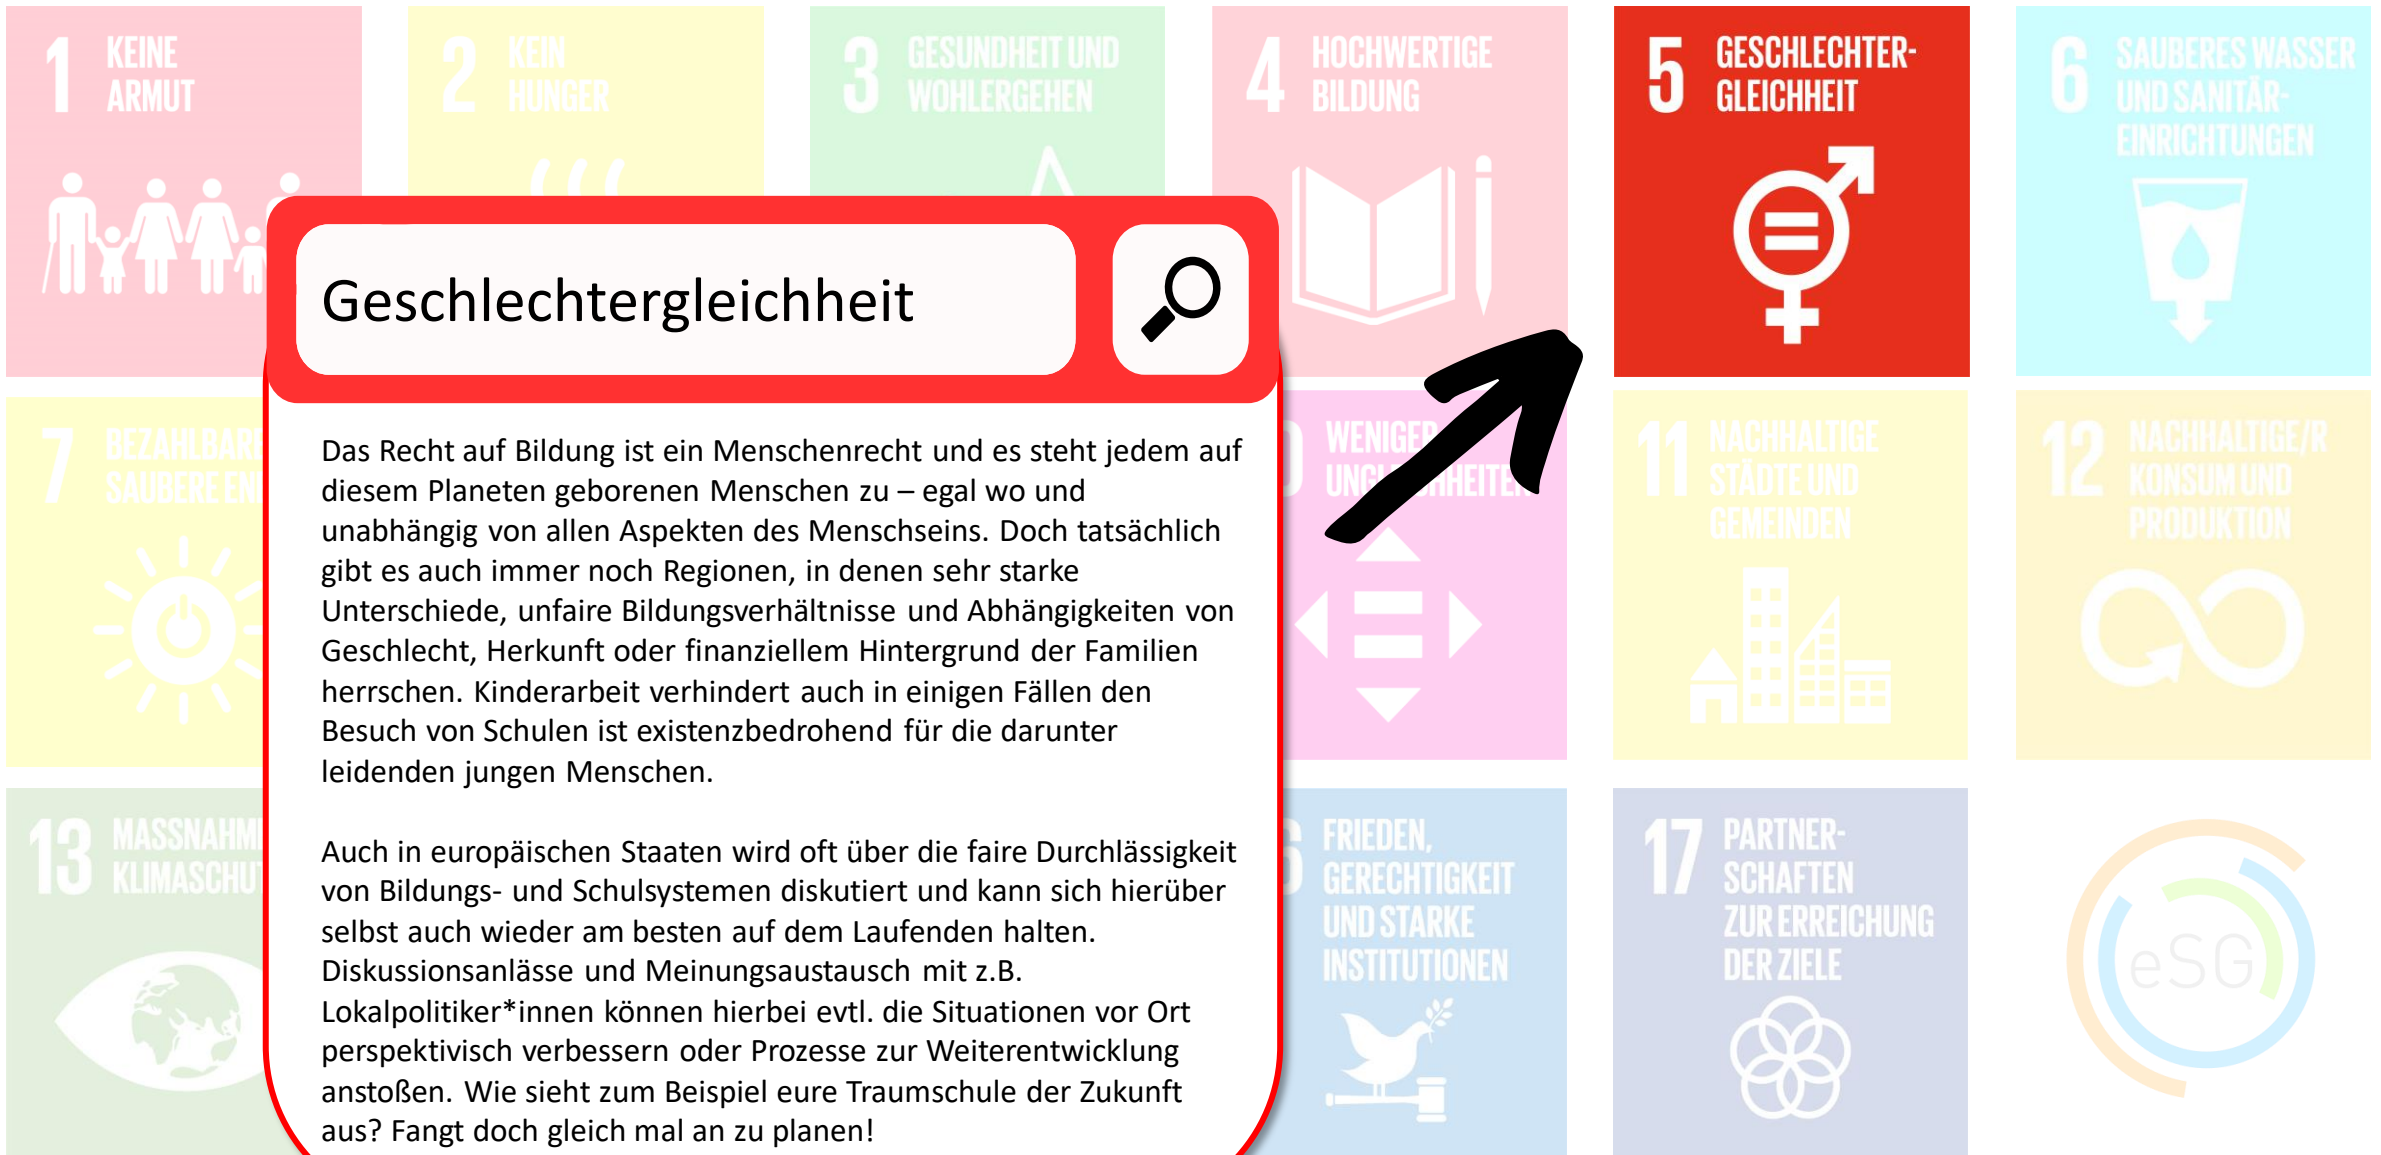 1 KEINE
ARMUT
2 KEIN
HUNGER
3 GESUNDHEIT UND
WOHLERGEHEN
4 HOCHWERTIGE
BILDUNG
5 GESCHLECHTER-
GLEICHHEIT
6 SAUBERES WASSER
UND SANITÄR-
EINRICHTUNGEN
Geschlechtergleichheit
Das Recht auf Bildung ist ein Menschenrecht und es steht jedem auf
diesem Planeten geborenen Menschen zu – egal wo und
unabhängig von allen Aspekten des Menschseins. Doch tatsächlich
gibt es auch immer noch Regionen, in denen sehr starke
Unterschiede, unfaire Bildungsverhältnisse und Abhängigkeiten von
Geschlecht, Herkunft oder finanziellem Hintergrund der Familien
herrschen. Kinderarbeit verhindert auch in einigen Fällen den
Besuch von Schulen ist existenzbedrohend für die darunter
leidenden jungen Menschen.
Auch in europäischen Staaten wird oft über die faire Durchlässigkeit
von Bildungs- und Schulsystemen diskutiert und kann sich hierüber
selbst auch wieder am besten auf dem Laufenden halten.
Diskussionsanlässe und Meinungsaustausch mit z.B.
Lokalpolitiker*innen können hierbei evtl. die Situationen vor Ort
perspektivisch verbessern oder Prozesse zur Weiterentwicklung
anstoßen. Wie sieht zum Beispiel eure Traumschule der Zukunft
aus? Fangt doch gleich mal an zu planen!
7
SAUBERE
WENIGER
11 NACHHALTIGE
STÄDTE UND
GEMEINDEN
12 NACHHALTIGE/R
KONSUM UND
PRODUKTION
13
FRIEDEN,
GERECHTIGKEIT
UND STARKE
INSTITUTIONEN
17 PARTNER-
SCHAFTEN
ZUR ERREICHUNG
DER ZIELE
eSG